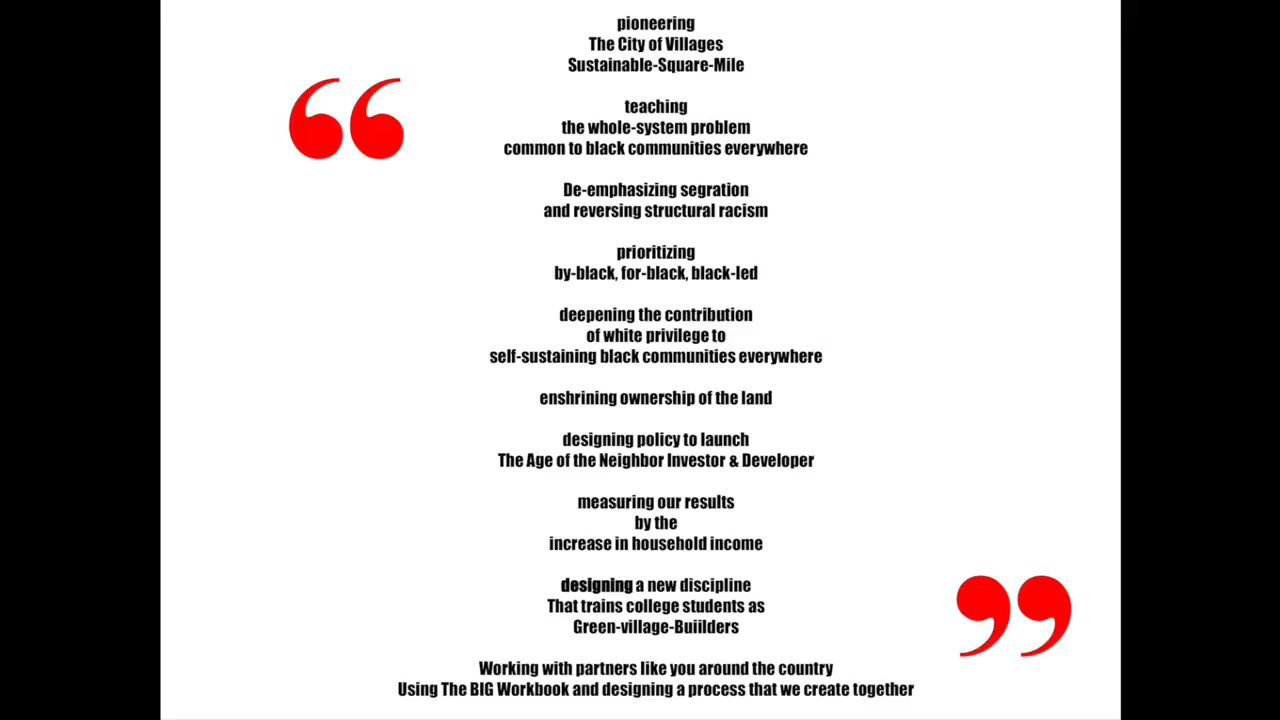 pioneering
The City of Villages
Sustainable-Square-Mile
teaching
the whole-system problem
common to black communities everywhere
De-emphasizing segration
and reversing structural racism
prioritizing
by-black, for-black, black-led
deepening the contribution
of white privilege to
self-sustaining black communities everywhere
enshrining ownership of the land
designing policy to launch
The Age of the Neighbor Investor & Developer
measuring our results
by the
increase in household income
designing a new discipline
That trains college students as
Green-village-Buiilders
Working with partners like you around the country
Using The BIG Workbook and designing a process that we create together